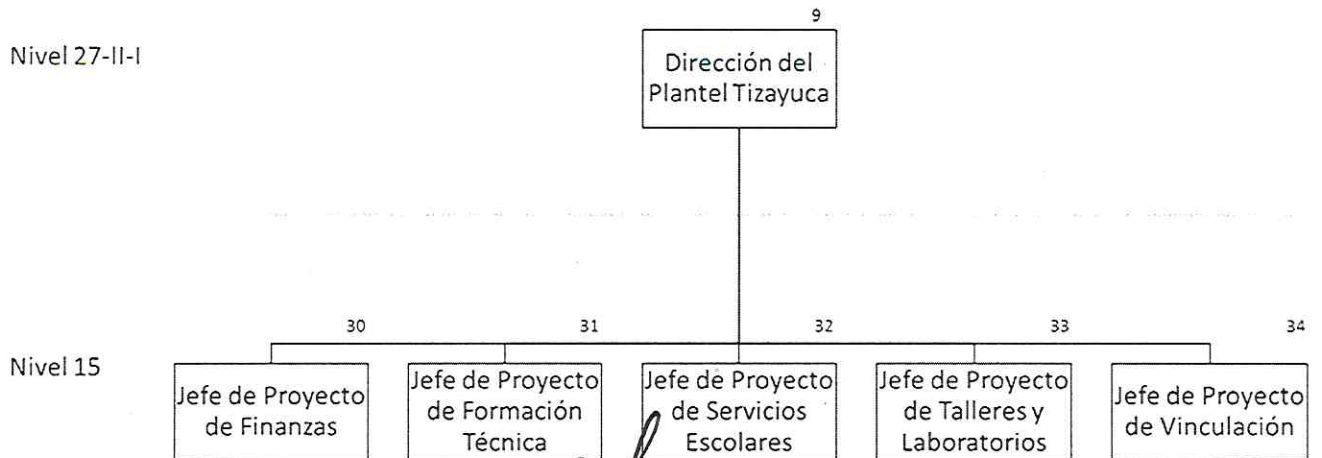 9
Nivel 27-II-I
Dirección del
Plantel Tizayuca
30
31
32
33
34
Nivel 15
Jefe de Proyecto
de Finanzas
Jefe de Proyecto
de Formación
Técnica
Jefe de Proyecto
de Servicios
Escolares
Jefe de Proyecto
de Talleres y
Laboratorios
Jefe de Proyecto
de Vinculación